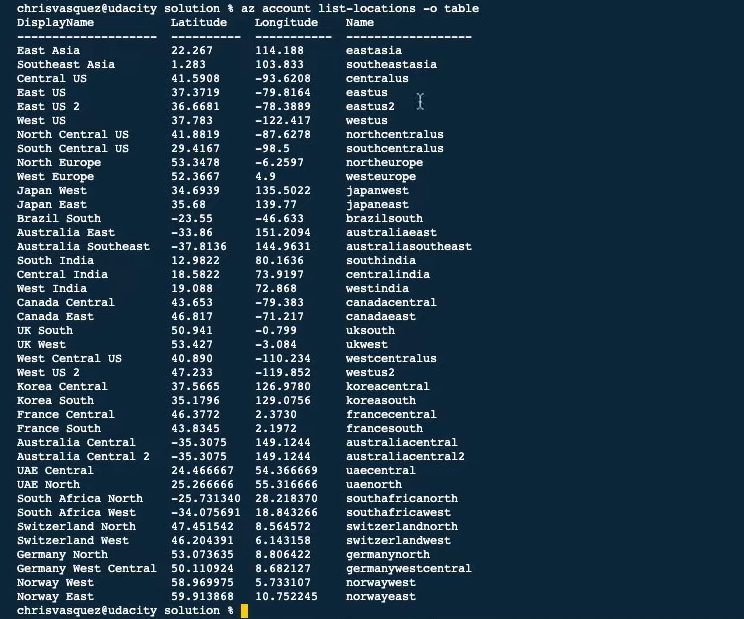 chrisvasquez@udacity solution % az account list-locations -o table
DisplayName Latitude Longitude Name
-------------------- ---------- ----------- ------------------
East Asia 22.267 114.188 eastasia
Southeast Asia 1.283 103.833 southeastasia
Central US 41.5908 -93.6208 centralus
East US 37.3719 -79.8164 eastus
East US 2 36.6681 -78.3889 eastus2
West US 37.783 -122.417 westus
North Central US 41.8819 -87.6278 northcentralus
South Central US 29.4167 -98.5 southcentralus
North Europe 53.3478 -6.2597 northeurope
West Europe 52.3667 4.9 westeurope
Japan West 34.6939 135.5022 japanwest
Japan East 35.68 139.77 japaneast
Brazil South -23.55 -46.633 brazilsouth
Australia East -33.86 151.2094 australiaeast
Australia Southeast -37.8136 144.9631 australiasoutheast
South India 12.9822 80.1636 southindia
Central India 18.5822 73.9197 centralindia
West India 19.088 72.868 westindia
Canada Central 43.653 -79.383 canadacentral
Canada East 46.817 -71.217 canadaeast
UK South 50.941 -0.799 uksouth
UK West 53.427 -3.084 ukwest
West Central US 40.890 -110.234 westcentralus
West US 2 47.233 -119.852 westus2
Korea Central 37.5665 126.9780 koreacentral
Korea South 35.1796 129.0756 koreasouth
France Central 46.3772 2.3730 francecentral
France South 43.8345 2.1972 francesouth
Australia Central -35.3075 149.1244 australiacentral
Australia Central 2 -35.3075 149.1244 australiacentral2
UAE Central 24.466667 54.366669 uaecentral
UAE North 25.266666 55.316666 uaenorth
South Africa North -25.731340 28.218370 southafricanorth
South Africa West -34.075691 18.843266 southafricawest
Switzerland North 47.451542 8.564572 switzerlandnorth
Switzerland West 46.204391 6.143158 switzerlandwest
Germany North 53.073635 8.806422 germanynorth
Germany West Central 50.110924 8.682127 germanywestcentral
Norway West 58.969975 5.733107 norwaywest
Norway East 59.913868 10.752245 norwayeast
chrisvasquez@udacity solution %